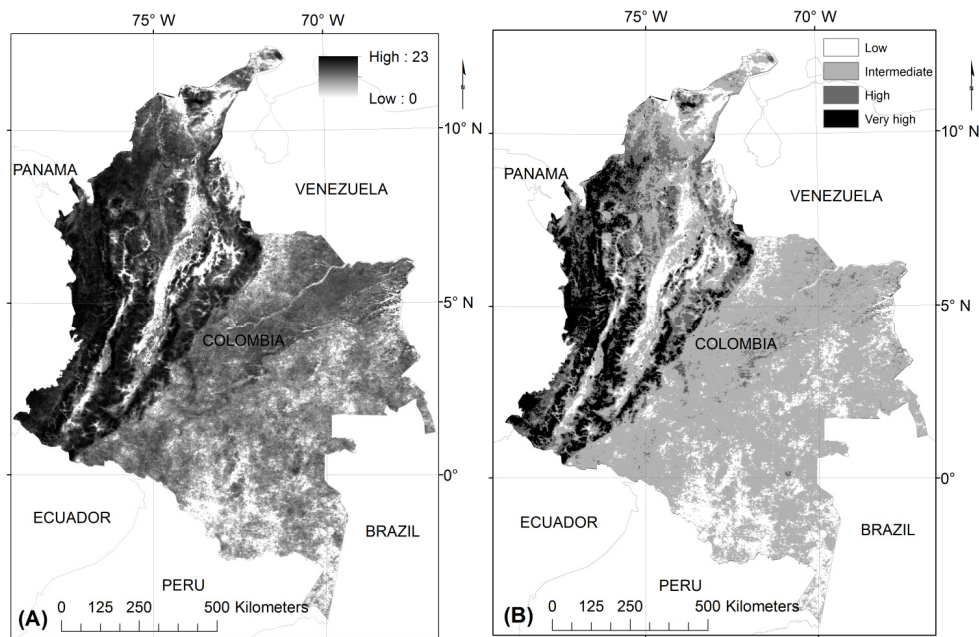 75° W
70° W
High : 23
Low : 0
10° N
PANAMA
VENEZUELA
5° N
COLOMBIA
0°
ECUADOR
BRAZIL
PERU
(A)
0 125 250 500 Kilometers
75° W
70° W
Low
Intermediate
High
Very high
10° N
PANAMA
VENEZUELA
5° N
COLOMBIA
0°
ECUADOR
BRAZIL
PERU
0 125 250 500 Kilometers
(B)